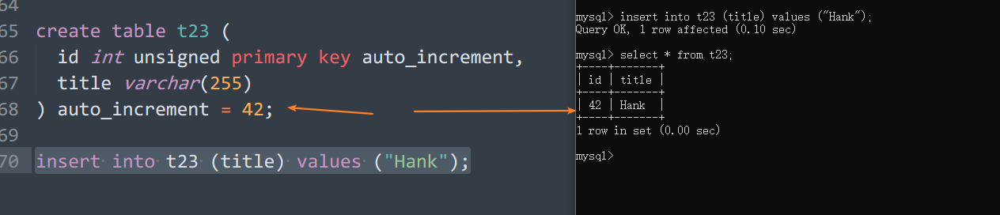 64
65 create table t23 (
66   id int unsigned primary key auto_increment,
67   title varchar(255)
68 ) auto_increment = 42;
69
70 insert into t23 (title) values ("Hank");
mysql> insert into t23 (title) values ("Hank");
Query OK, 1 row affected (0.10 sec)
mysql> select * from t23;
+----+-------+
| id | title |
+----+-------+
| 42 | Hank  |
+----+-------+
1 row in set (0.00 sec)
mysql>